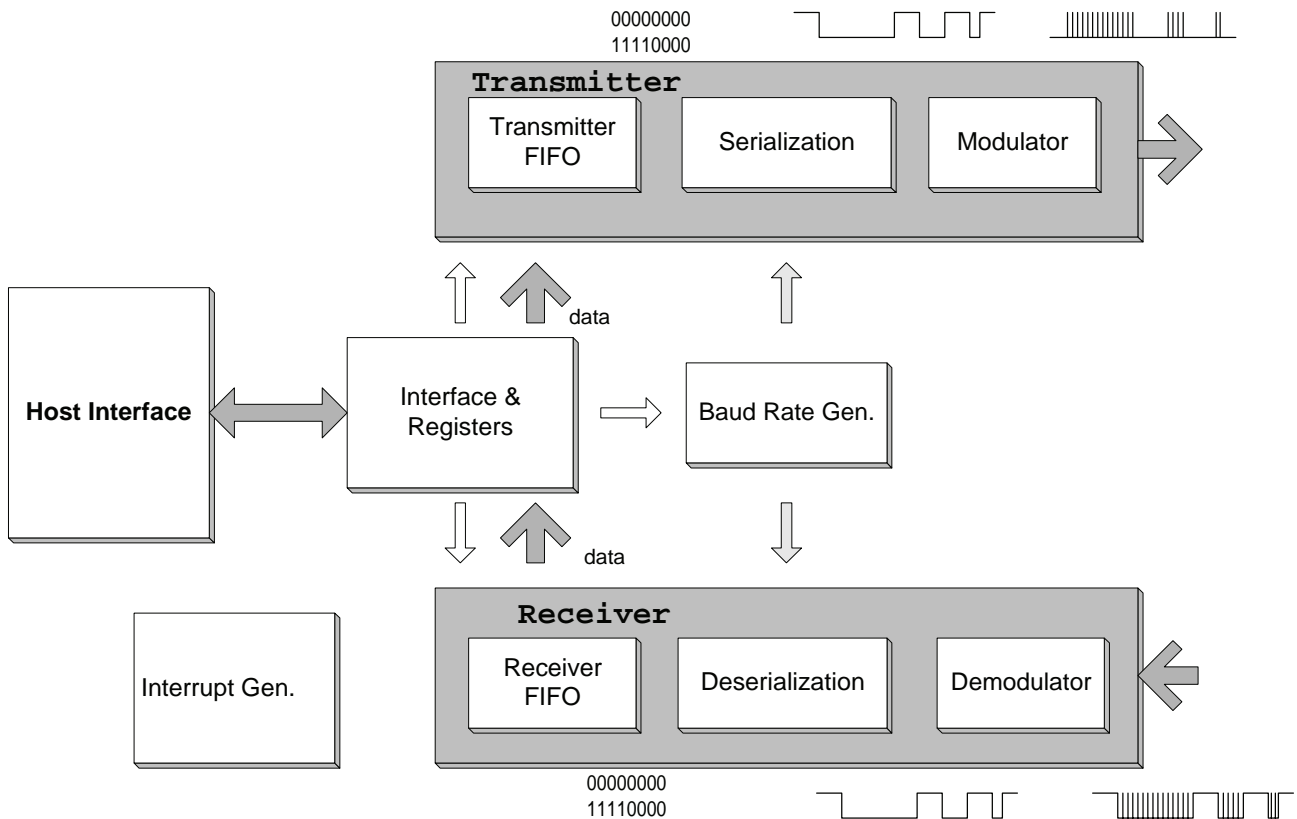 00000000
11110000
Transmitter
Transmitter
FIFO
Serialization
Modulator
data
Host Interface
Interface &
Registers
Baud Rate Gen.
data
Receiver
Interrupt Gen.
Receiver
FIFO
Deserialization
Demodulator
00000000
11110000